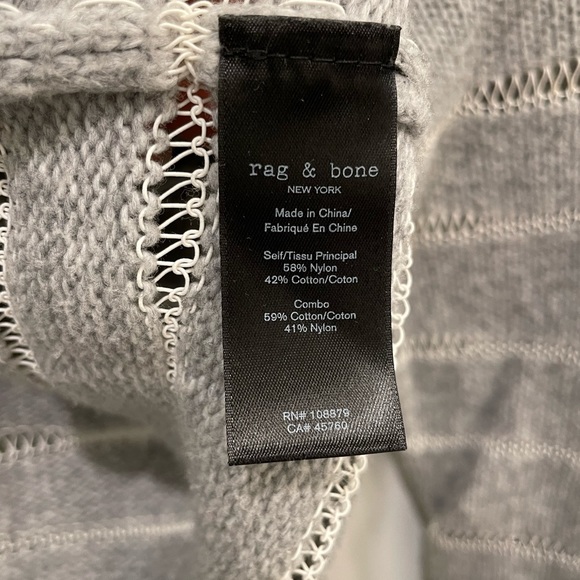 rag & bone
NEW YORK
Made in China/
Fabriqué En Chine
Self/Tissu Principal
58% Nylon
42% Cotton/Coton
Combo
59% Cotton/Coton
41% Nylon
RN# 108879
CA# 45760